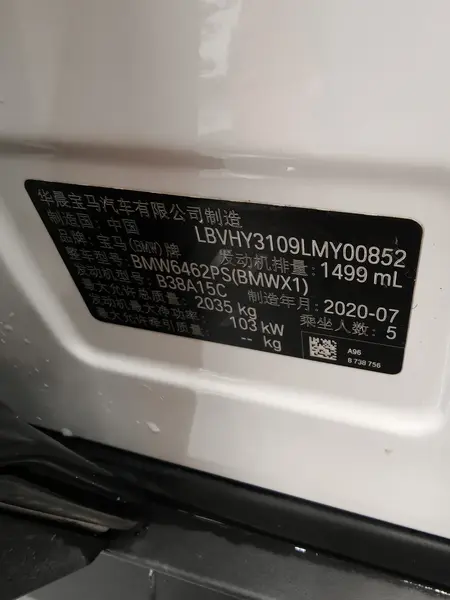 华晨宝马汽车有限公司制造
制造国: 中国 LBVHY3109LMY00852
品牌: 宝马(BMW)牌 发动机排量: 1499 mL
整车型号: BMW6462PS(BMWX1)
发动机型号: B38A15C 制造年月: 2020-07
最大允许总质量: 2035 kg 乘坐人数: 5
发动机最大净功率: 103 kW
最大允许牵引质量: -- kg
A96
8 738 756